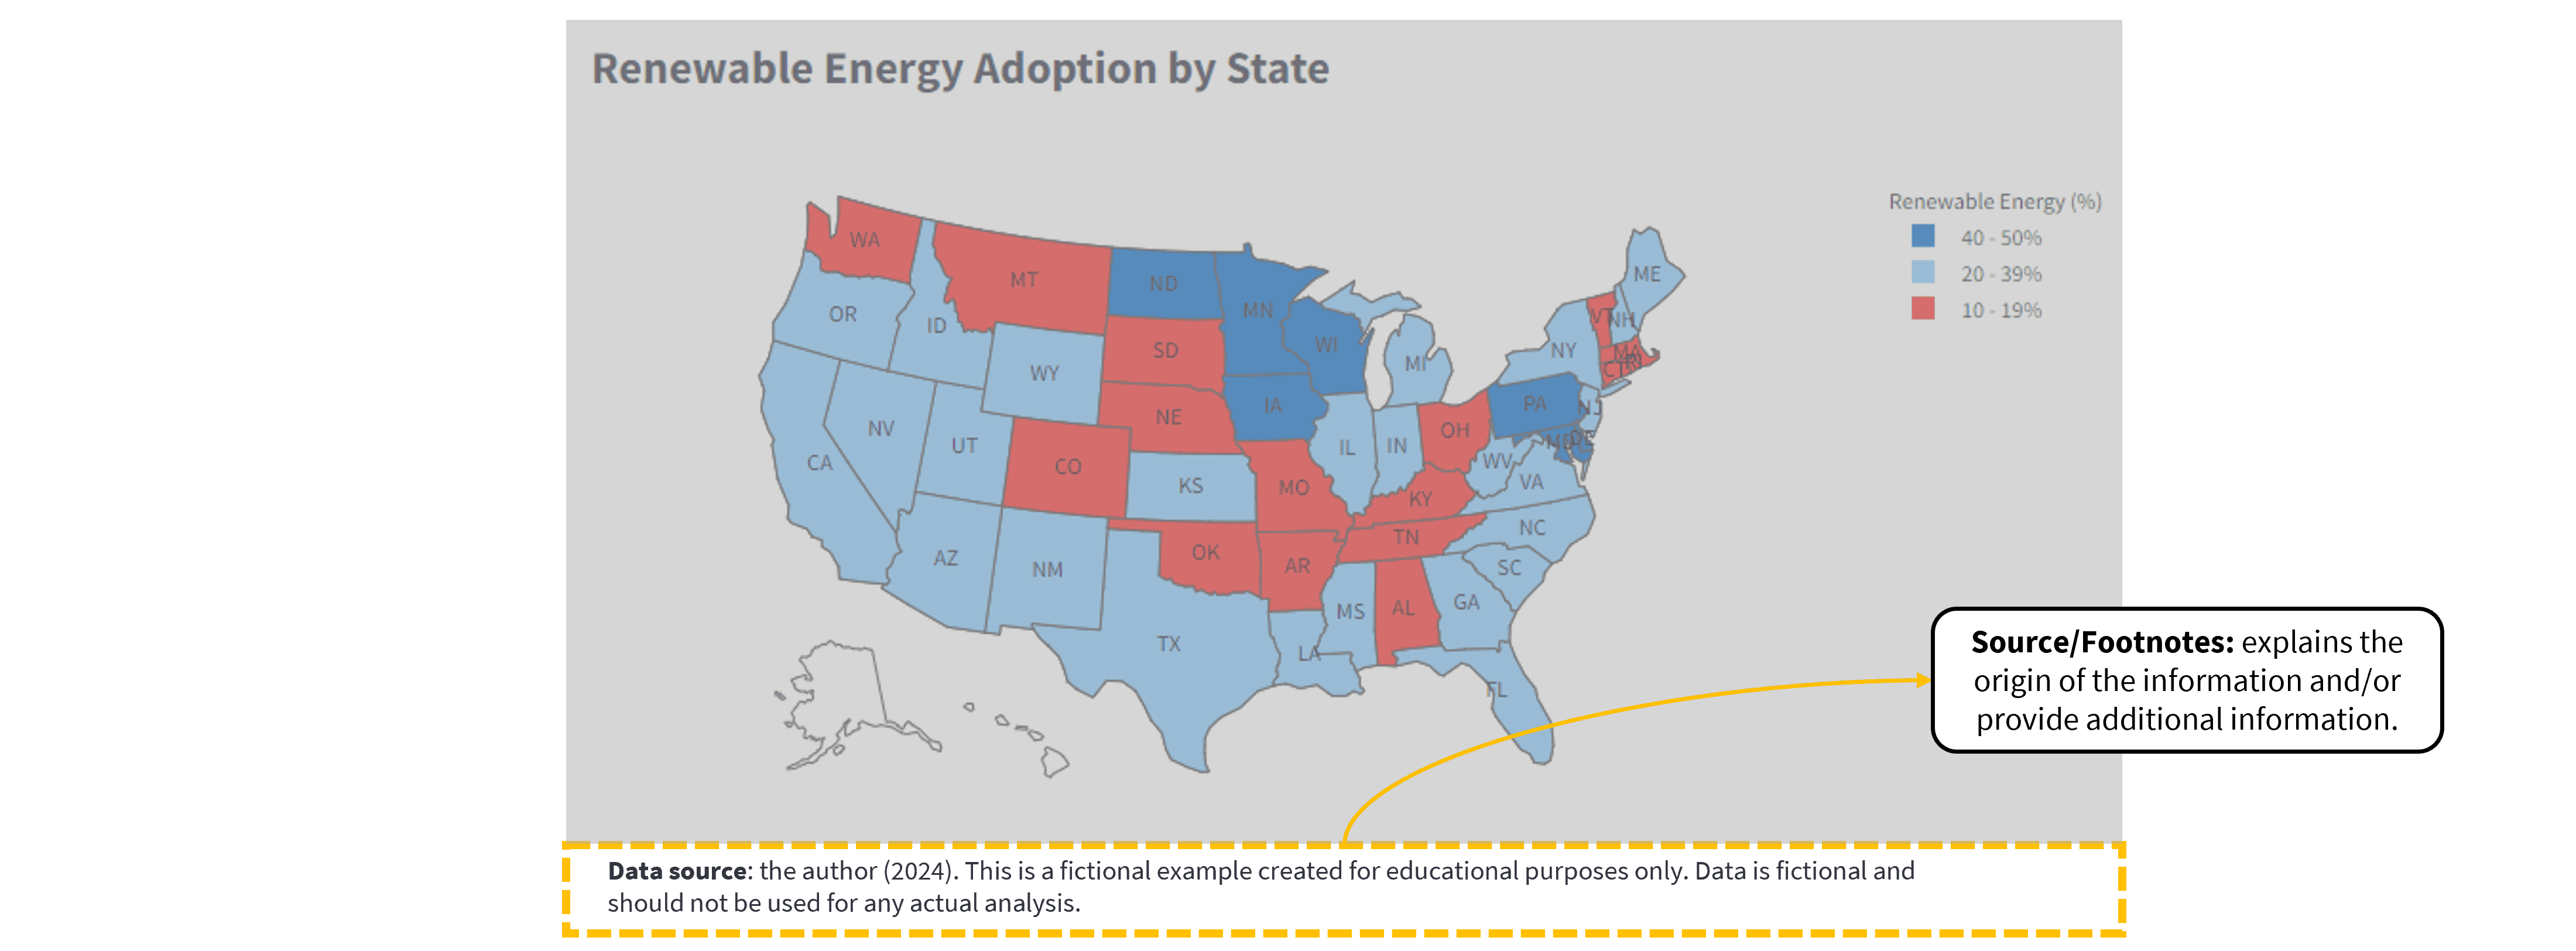 Renewable Energy Adoption by State
Renewable Energy (%)
40 - 50%
20 - 39%
10 - 19%
WA
MT
ND
MN
ME
OR
ID
SD
WI
VT
NH
WY
MI
NY
MA
CT
RI
NE
IA
PA
NJ
NV
UT
CO
IL
IN
OH
MD
DE
CA
KS
MO
WV
VA
KY
AZ
NM
OK
AR
TN
NC
SC
TX
LA
MS
AL
GA
FL
Source/Footnotes: explains the
origin of the information and/or
provide additional information.
Data source: the author (2024). This is a fictional example created for educational purposes only. Data is fictional and
should not be used for any actual analysis.